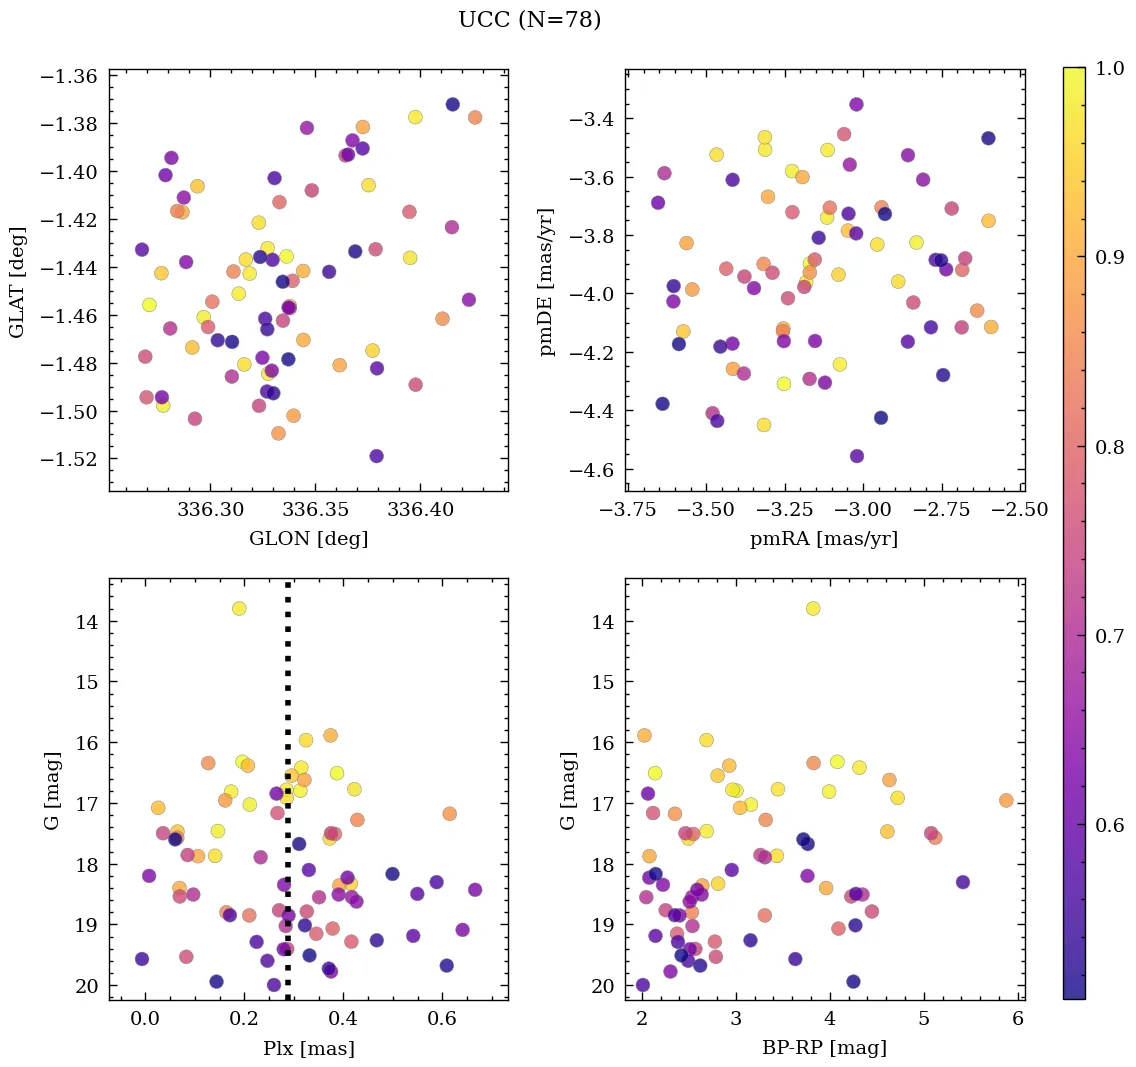 UCC (N=78)
−1.36
−1.38
−1.40
−1.42
−1.44
−1.46
−1.48
−1.50
−1.52
GLAT [deg]
336.30 336.35 336.40
GLON [deg]
−3.4
−3.6
−3.8
−4.0
−4.2
−4.4
−4.6
pmDE [mas/yr]
−3.75 −3.50 −3.25 −3.00 −2.75 −2.50
pmRA [mas/yr]
1.0
0.9
0.8
0.7
0.6
14
15
16
17
18
19
20
G [mag]
0.0 0.2 0.4 0.6
Plx [mas]
14
15
16
17
18
19
20
G [mag]
2 3 4 5 6
BP-RP [mag]